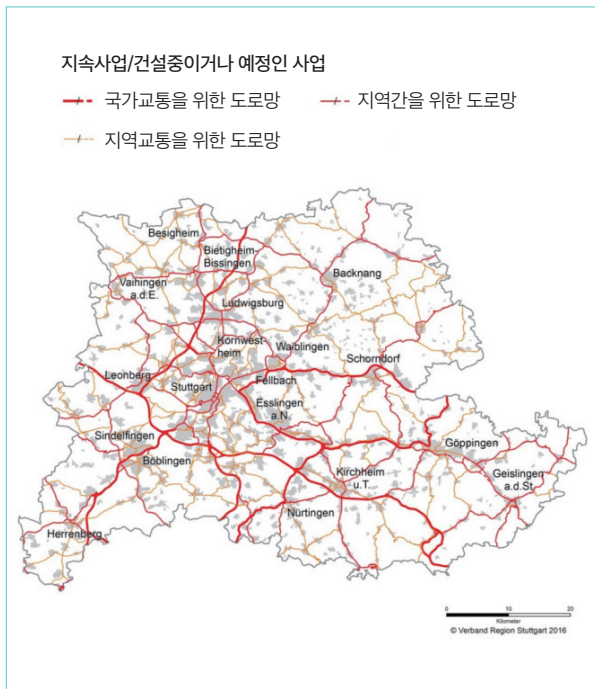 지속사업/건설중이거나 예정인 사업
국가교통을 위한 도로망
지역간을 위한 도로망
지역교통을 위한 도로망
Besigheim
Bietigheim-
Bissingen
Backnang
Vaihingen
a.d.E.
Ludwigsburg
Kornwest-
heim
Waiblingen
Schorndorf
Leonberg
Stuttgart
Fellbach
Esslingen
a.N.
Sindelfingen
Göppingen
Böblingen
Kirchheim
u.T.
Geislingen
a.d.St.
Nürtingen
Herrenberg
0 10 20
Kilometer
© Verband Region Stuttgart 2016